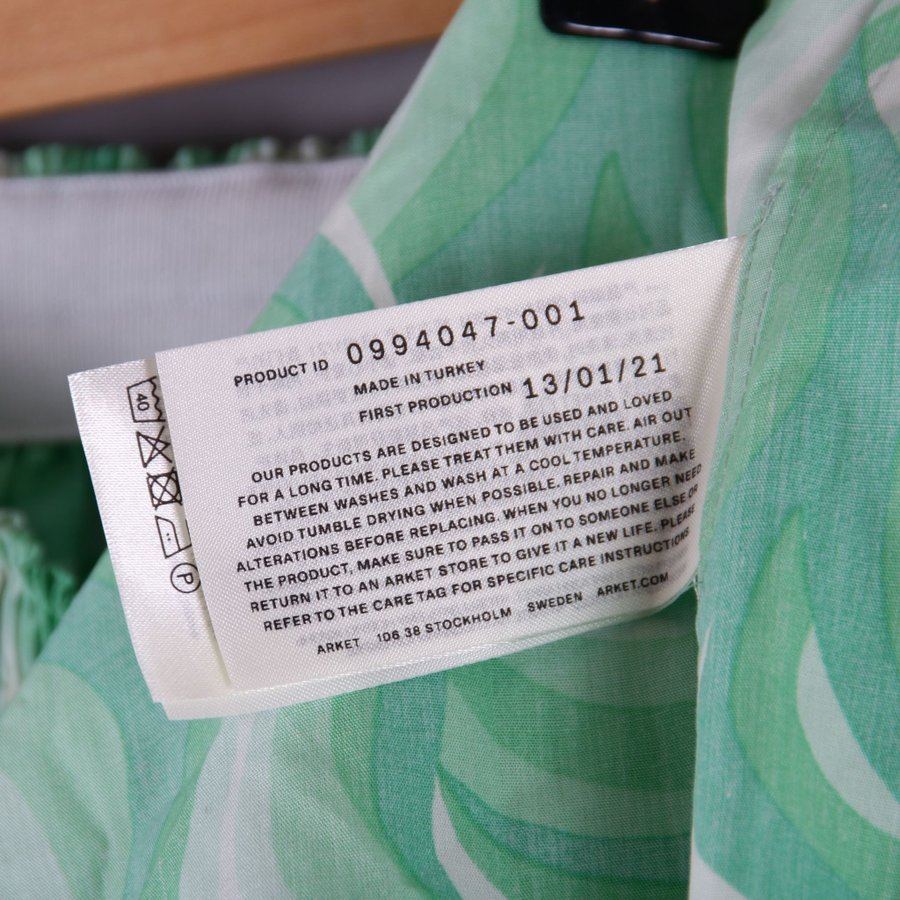 PRODUCT ID 0994047-001
MADE IN TURKEY
FIRST PRODUCTION 13/01/21
OUR PRODUCTS ARE DESIGNED TO BE USED AND LOVED
FOR A LONG TIME. PLEASE TREAT THEM WITH CARE. AIR OUT
BETWEEN WASHES AND WASH AT A COOL TEMPERATURE.
AVOID TUMBLE DRYING WHEN POSSIBLE. REPAIR AND MAKE
ALTERATIONS BEFORE REPLACING. WHEN YOU NO LONGER NEED
THE PRODUCT, MAKE SURE TO PASS IT ON TO SOMEONE ELSE OR
RETURN IT TO AN ARKET STORE TO GIVE IT A NEW LIFE. PLEASE
REFER TO THE CARE TAG FOR SPECIFIC CARE INSTRUCTIONS
ARKET 106 38 STOCKHOLM SWEDEN ARKET.COM
40
P